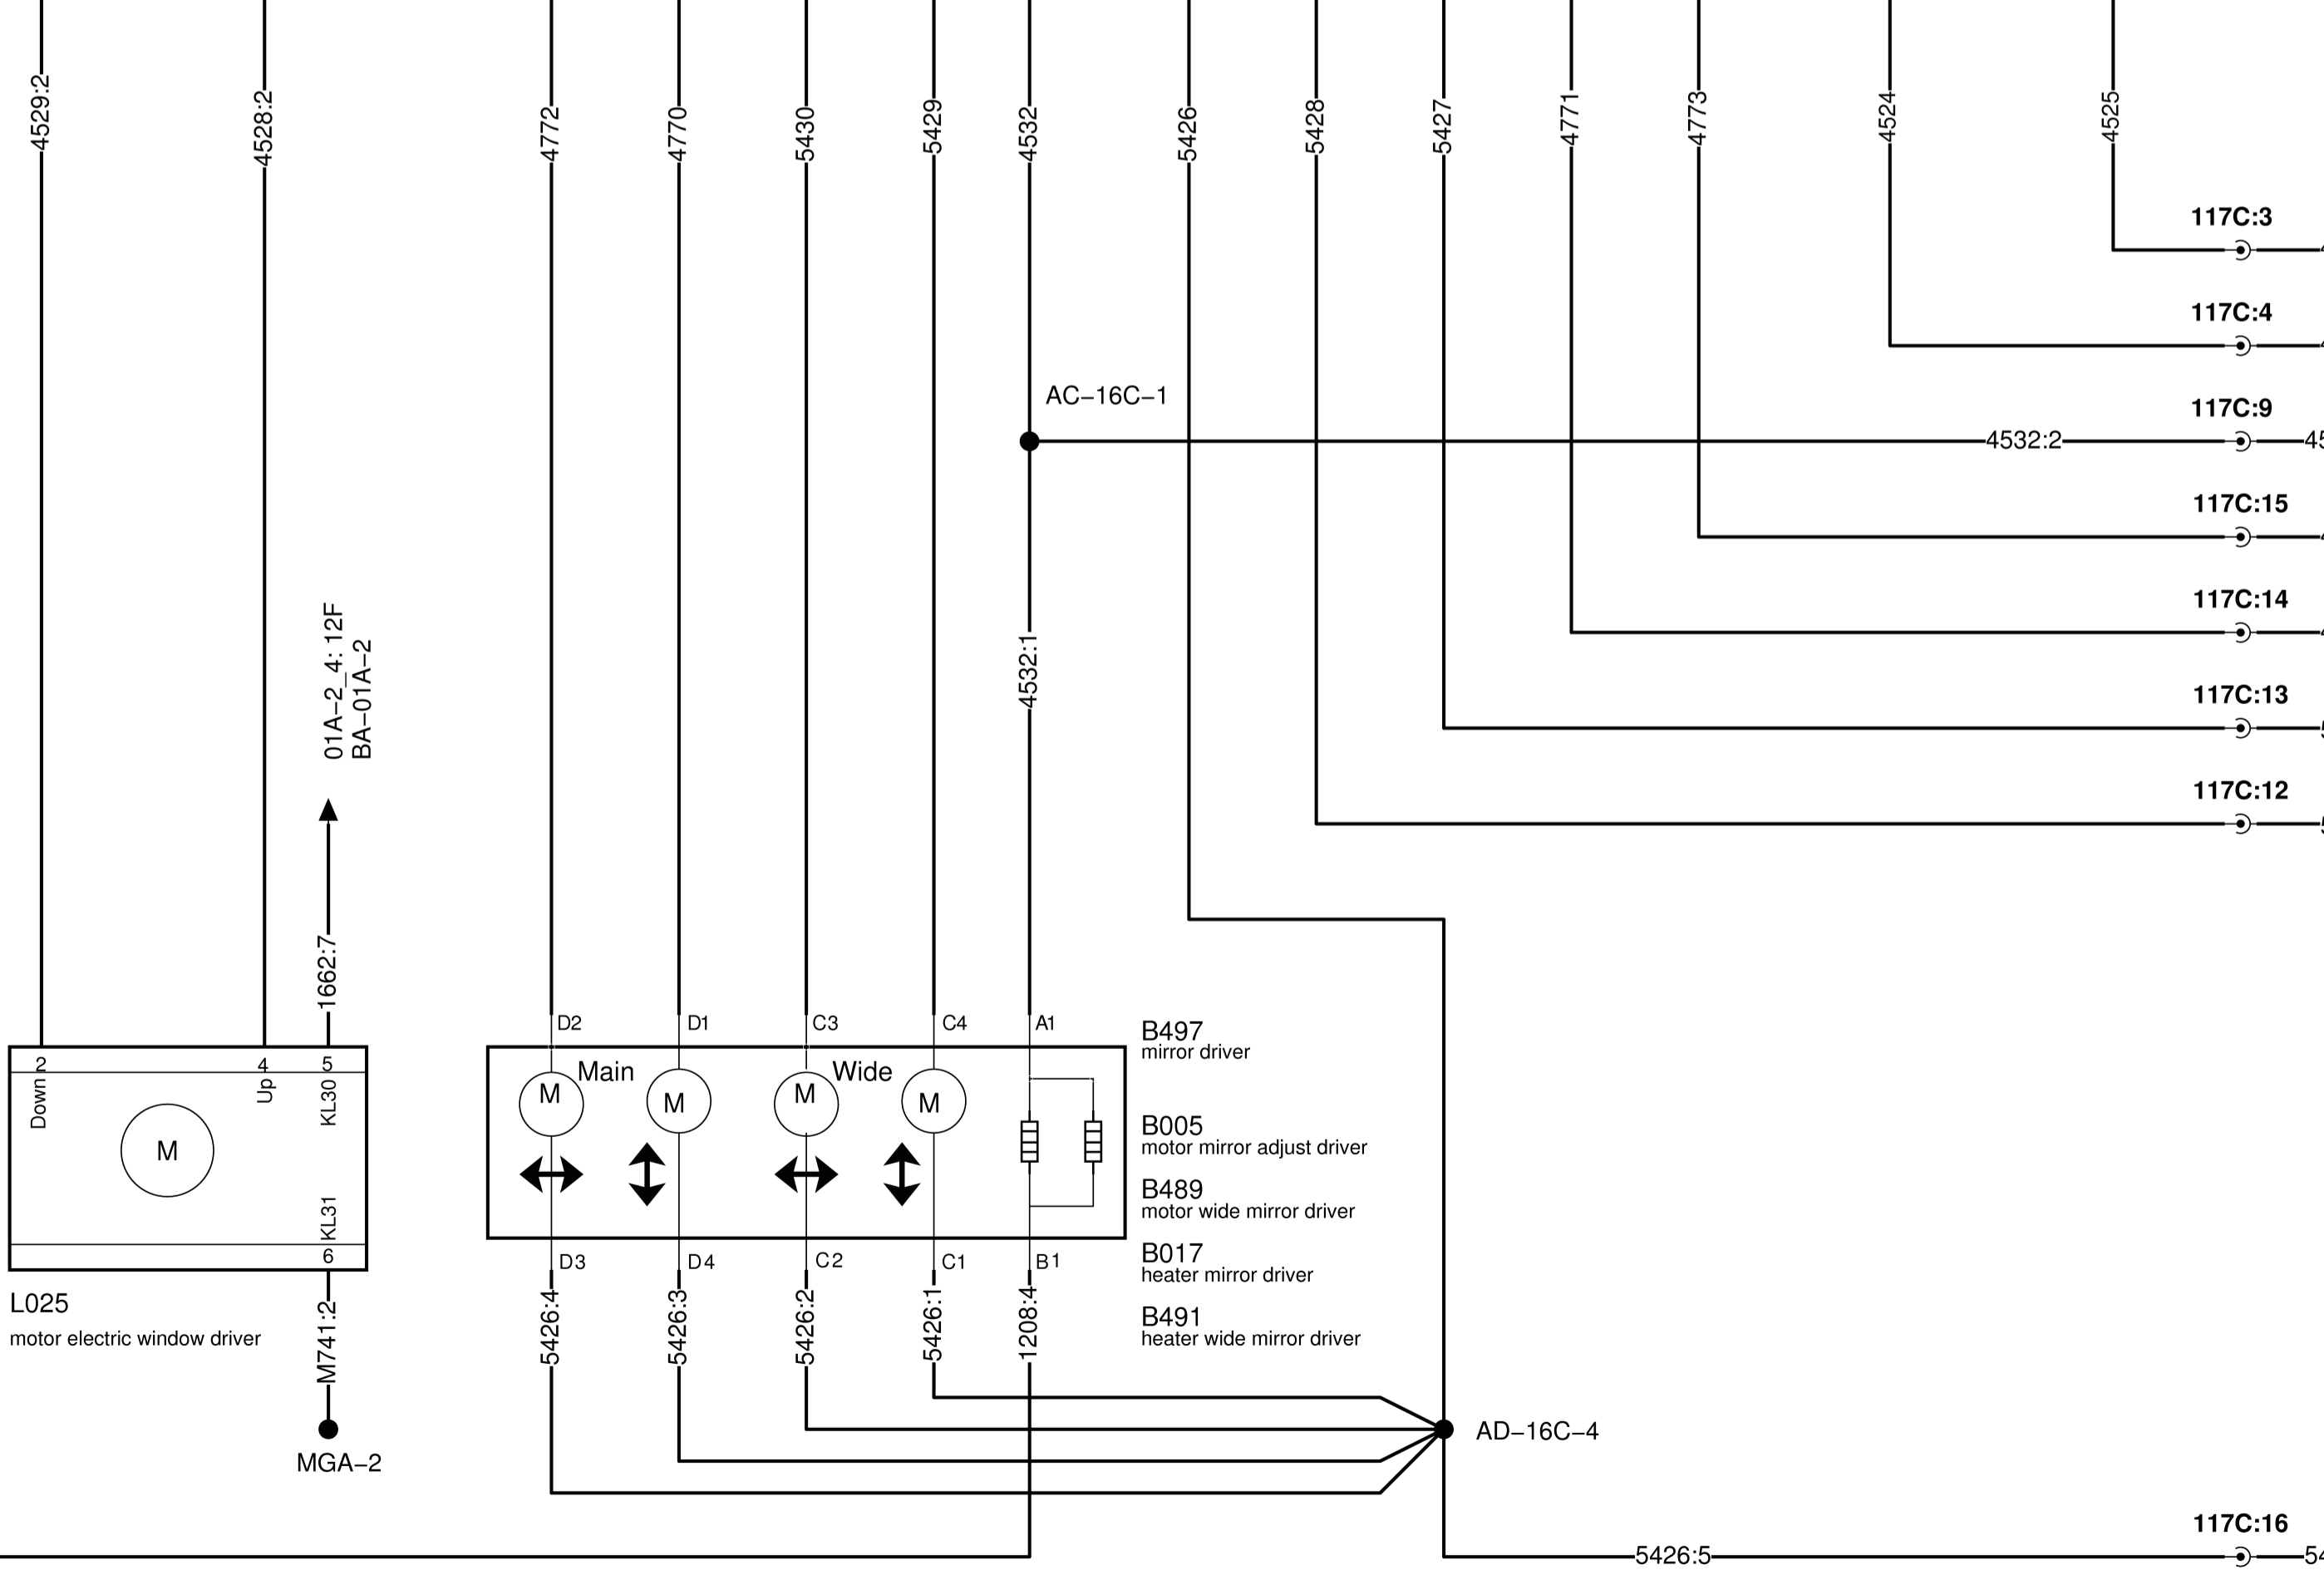 4529:2
4528:2
4772
4770
5430
5429
4532
5426
5428
5427
4771
4773
4524
4525
117C:3
117C:4
AC-16C-1
117C:9
4532:2
117C:15
117C:14
4532:1
117C:13
117C:12
01A-2_4: 12F
BA-01A-2
1662:7
D2
D1
C3
C4
A1
B497
mirror driver
2
4
5
Down
Up
KL30
M
KL31
6
Main
Wide
M
M
M
M
B005
motor mirror adjust driver
B489
motor wide mirror driver
B017
heater mirror driver
B491
heater wide mirror driver
D3
D4
C2
C1
B1
L025
motor electric window driver
M741:2
MGA-2
5426:4
5426:3
5426:2
5426:1
1208:4
AD-16C-4
117C:16
5426:5